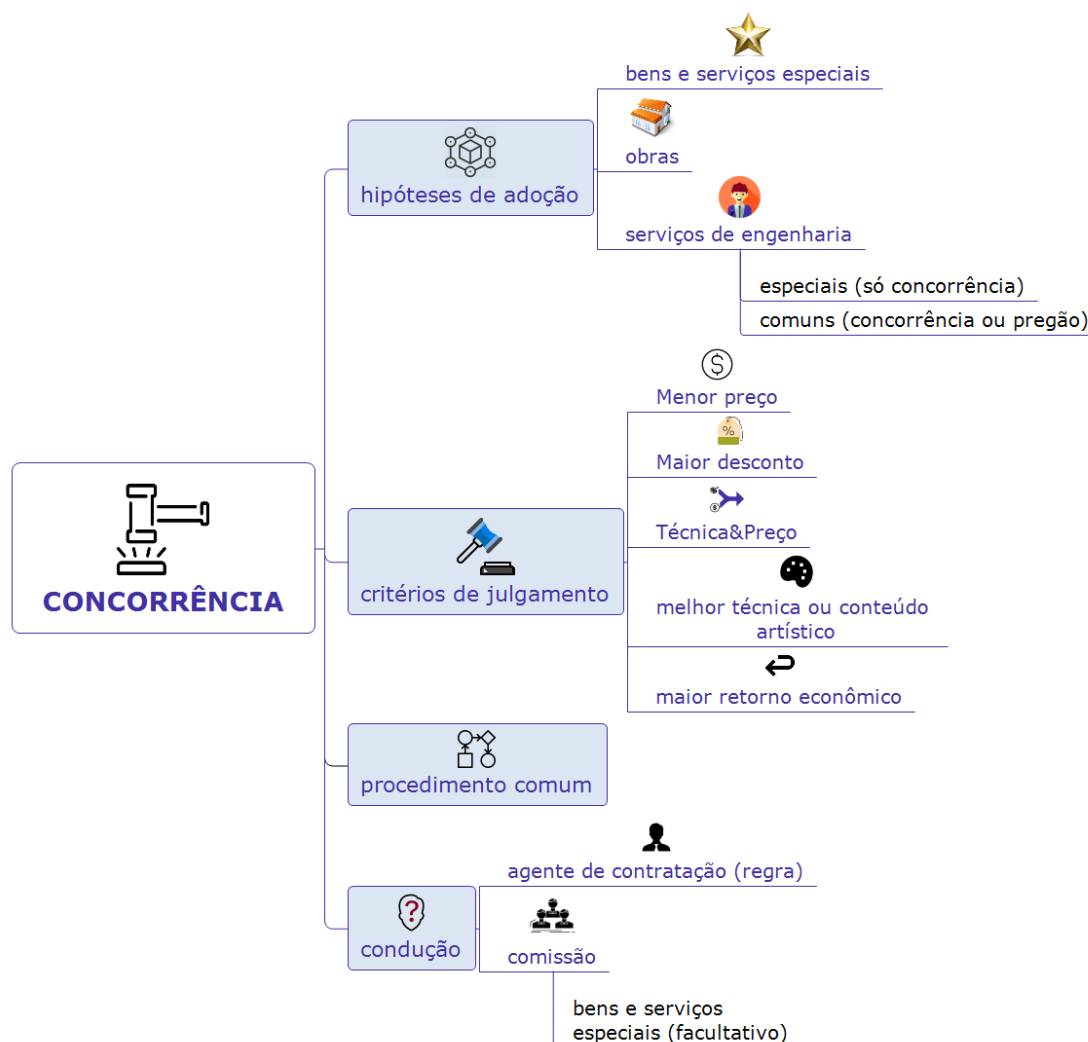 bens e serviços especiais
obras
hipóteses de adoção
serviços de engenharia
especiais (só concorrência)
comuns (concorrência ou pregão)
$
Menor preço
%
Maior desconto
$
Técnica&Preço
CONCORRÊNCIA
critérios de julgamento
melhor técnica ou conteúdo
artístico
maior retorno econômico
procedimento comum
agente de contratação (regra)
?
condução
comissão
bens e serviços
especiais (facultativo)